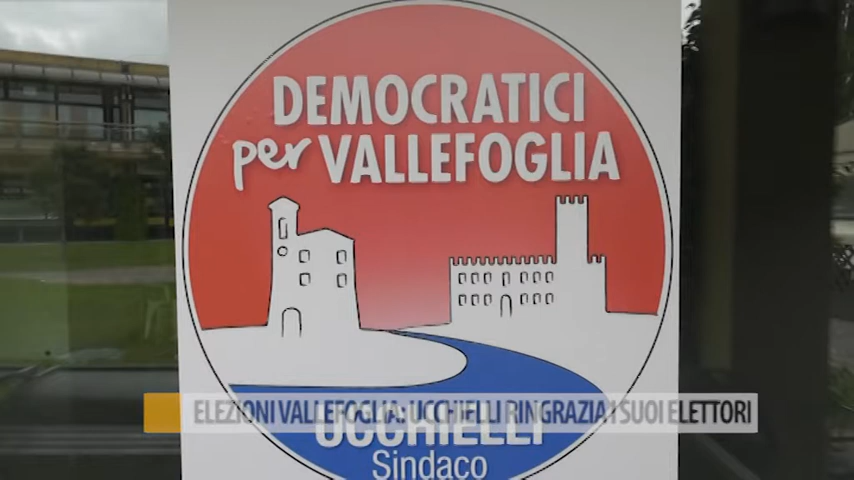 DEMOCRATICI
per VALLEFOGLIA
ELEZIONI VALLEFOGLIA: UCCHIELLI RINGRAZIA I SUOI ELETTORI
UCCHIELLI
Sindaco